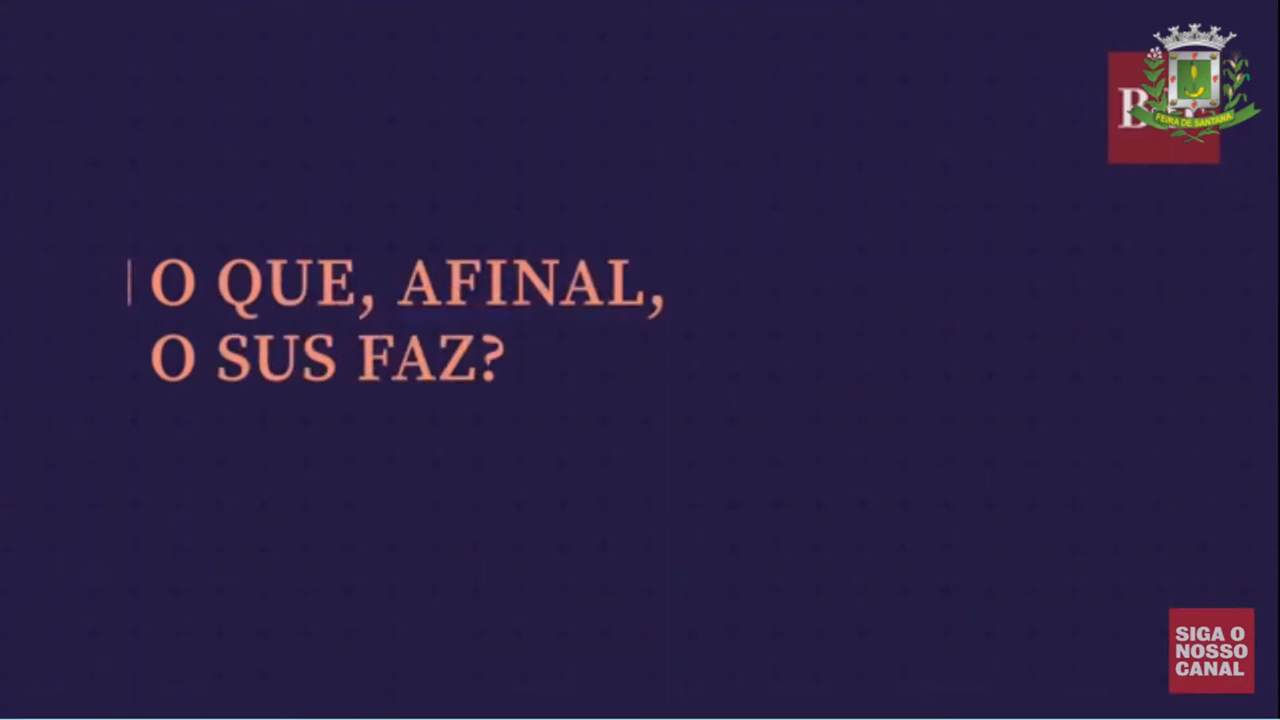 FEIRA DE SANTANA
O QUE, AFINAL,
O SUS FAZ?
SIGA O
NOSSO
CANAL